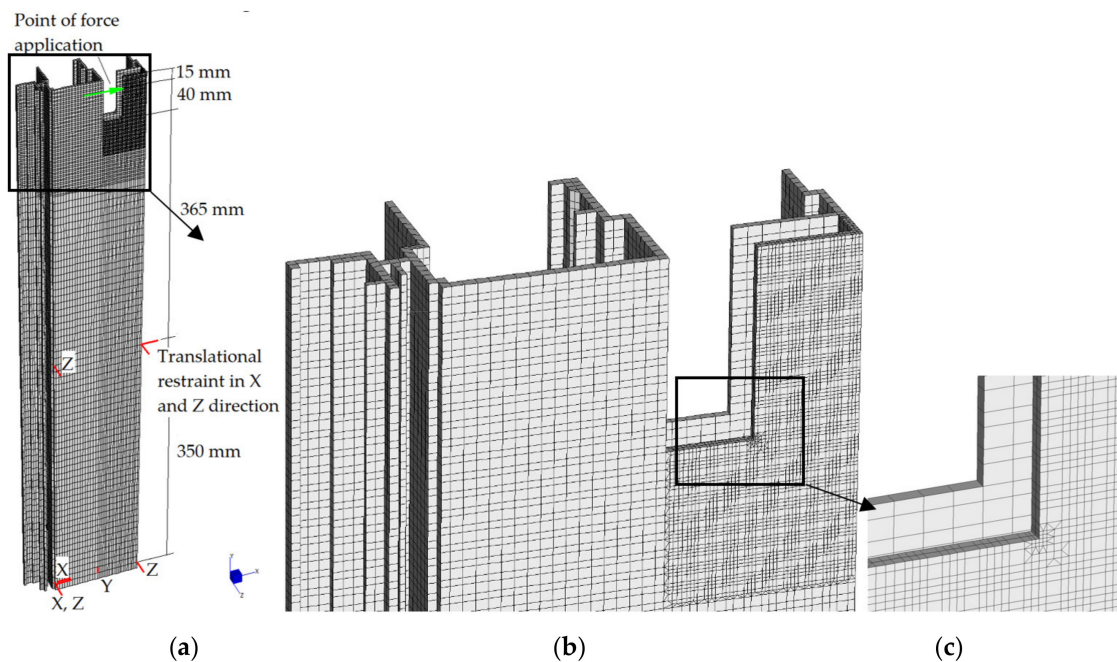 Point of force
application
15 mm
40 mm
365 mm
Z
Translational
restraint in X
and Z direction
350 mm
X
Z
Y
X, Z
Y
x
z
(a)
(b)
(c)